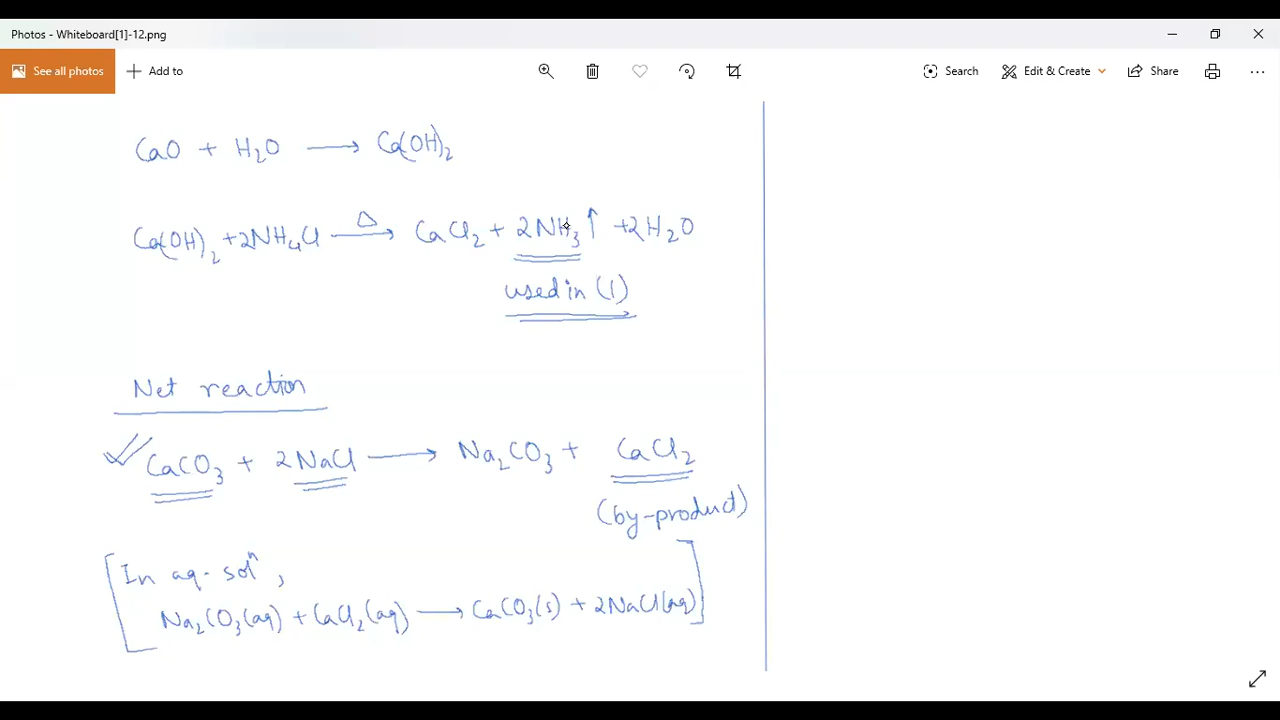 Photos - Whiteboard[1]-12.png
See all photos
Add to
Search
Edit & Create
Share
CaO + H₂O ⟶ Ca(OH)₂
Ca(OH)₂ + 2NH₄Cl —Δ→ CaCl₂ + 2NH₃↑ + 2H₂O
used in (1)
Net reaction
✓ CaCO₃ + 2NaCl ⟶ Na₂CO₃ + CaCl₂
(by-product)
[In aq-solⁿ,
Na₂CO₃(aq) + CaCl₂(aq) ⟶ CaCO₃(s) + 2NaCl(aq)]